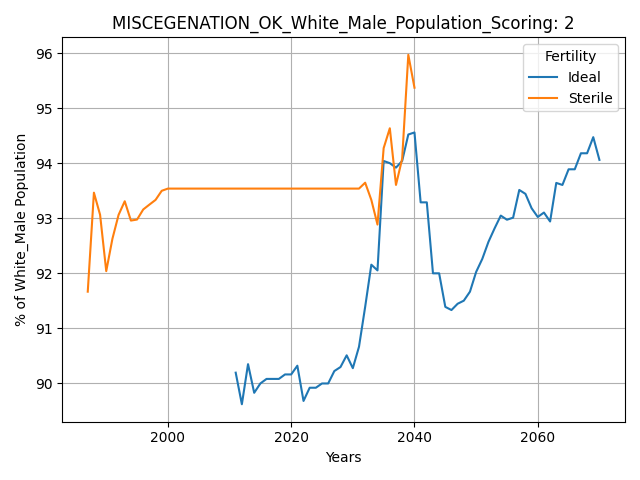 MISCEGENATION_OK_White_Male_Population_Scoring: 2
Fertility
Ideal
Sterile
% of White_Male Population
96
95
94
93
92
91
90
2000
2020
2040
2060
Years